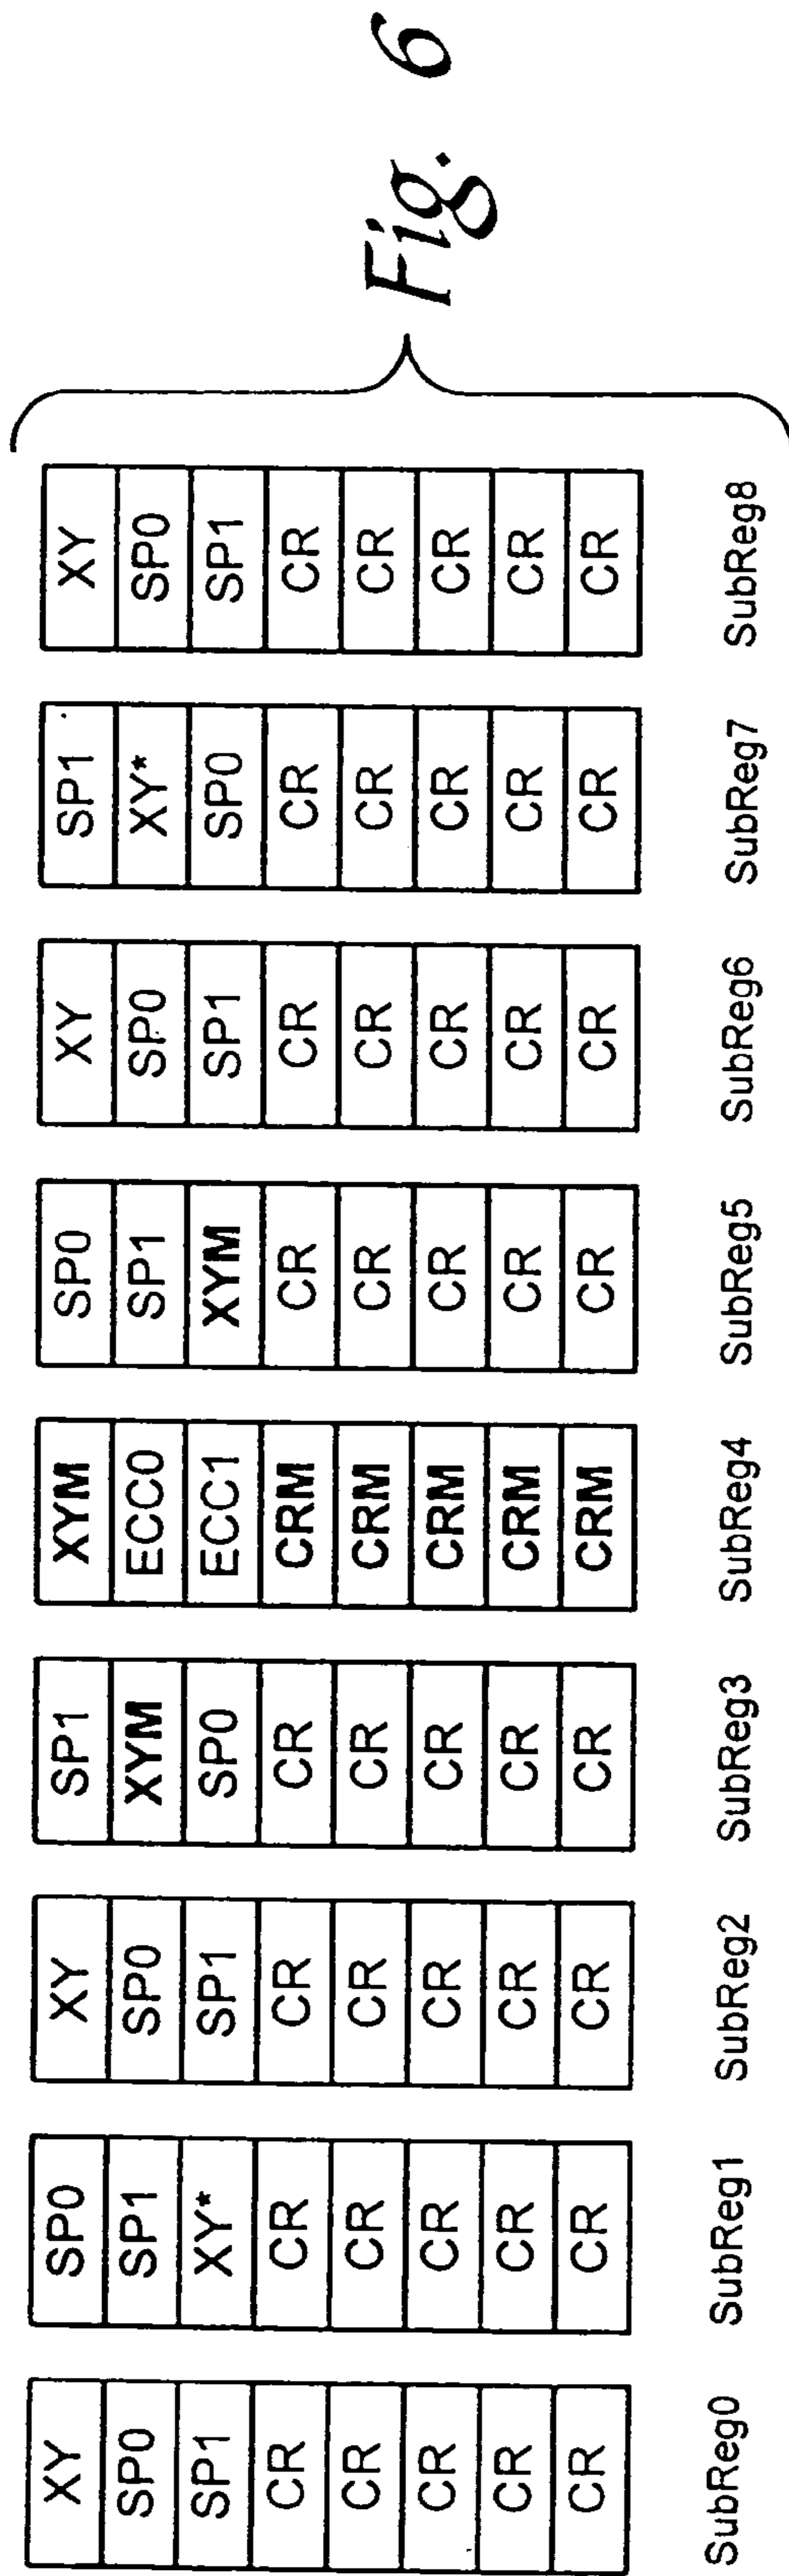 XY SP1 XY SP0 XYM SP1 XY SP0 XY
SP0 XY* SP0 SP1 ECC0 XYM SP0 SP1 SP0
SP1 SP0 SP1 XYM ECC1 SP0 SP1 XY* SP1
CR CR CR CR CRM CR CR CR CR
CR CR CR CR CRM CR CR CR CR
CR CR CR CR CRM CR CR CR CR
CR CR CR CR CRM CR CR CR CR
CR CR CR CR CRM CR CR CR CR
SubReg8 SubReg7 SubReg6 SubReg5 SubReg4 SubReg3 SubReg2 SubReg1 SubReg0
Fig. 6